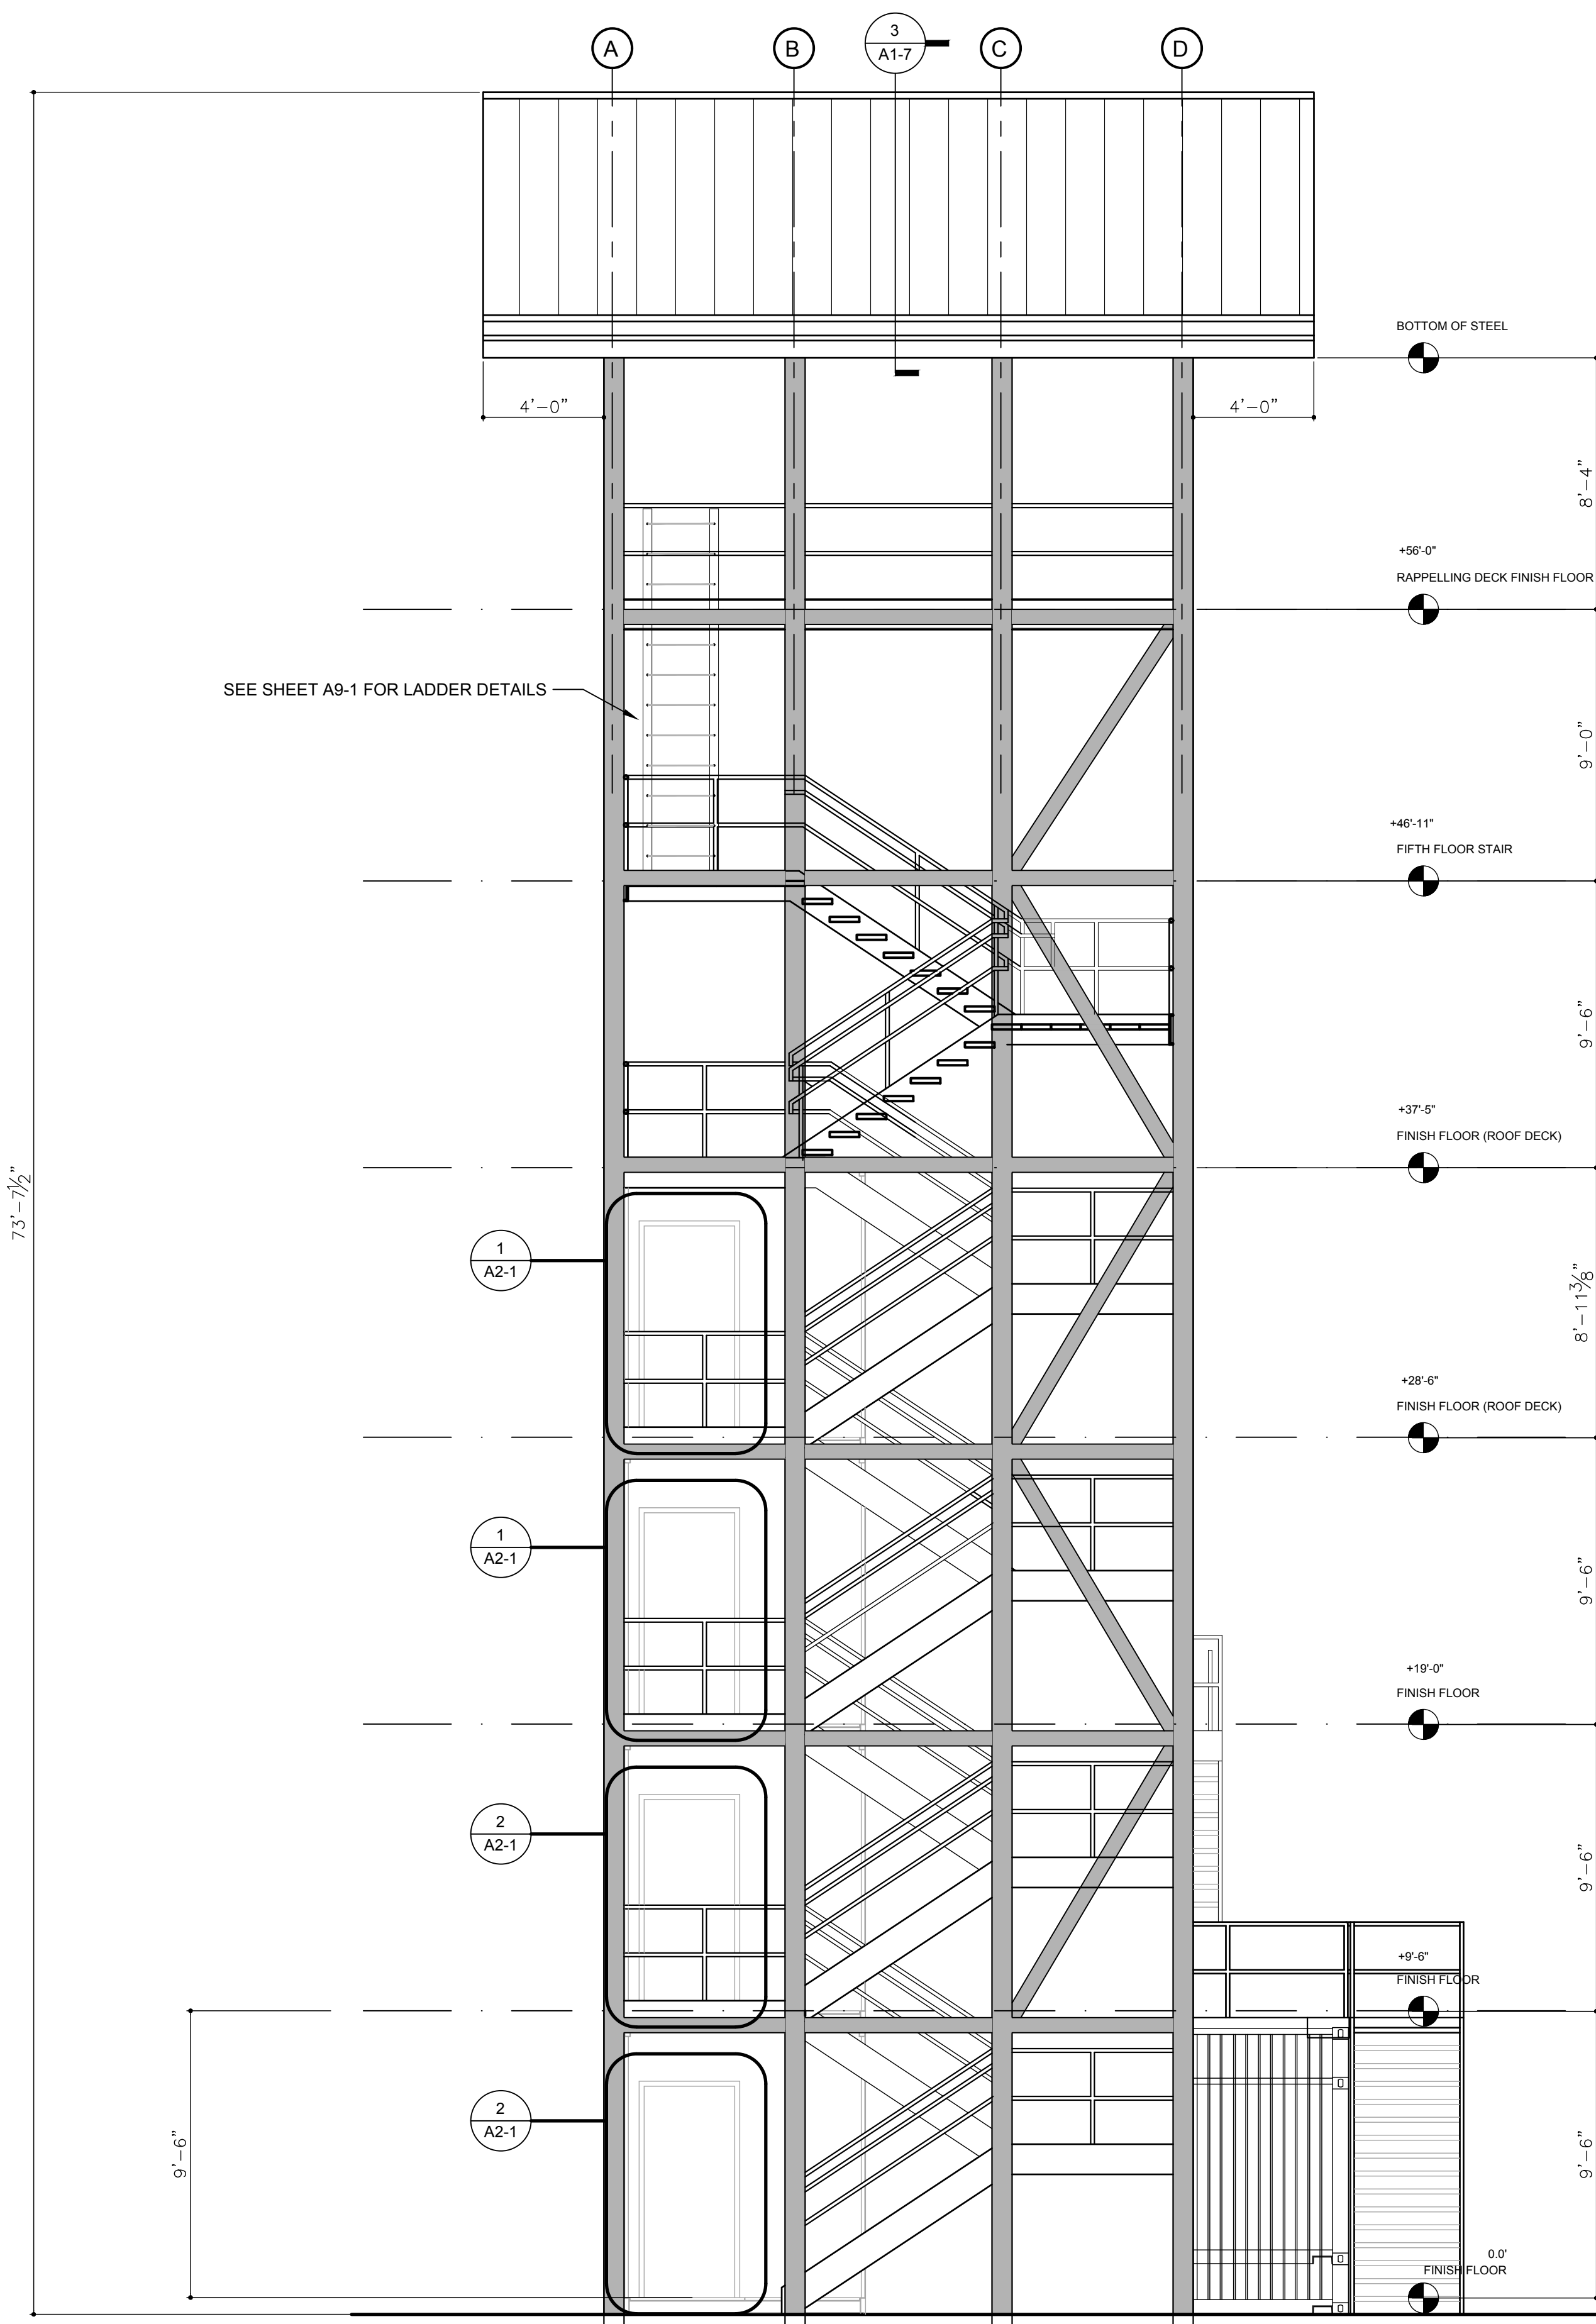 A
B
3
A1-7
C
D
BOTTOM OF STEEL
4'-0"
4'-0"
8'-4"
+56'-0"
RAPPELLING DECK FINISH FLOOR
SEE SHEET A9-1 FOR LADDER DETAILS
9'-0"
+46'-11"
FIFTH FLOOR STAIR
9'-6"
+37'-5"
FINISH FLOOR (ROOF DECK)
73'-7½"
1
A2-1
8'-11⅜"
+28'-6"
FINISH FLOOR (ROOF DECK)
1
A2-1
9'-6"
+19'-0"
FINISH FLOOR
2
A2-1
9'-6"
+9'-6"
FINISH FLOOR
2
A2-1
9'-6"
9'-6"
0.0'
FINISH FLOOR